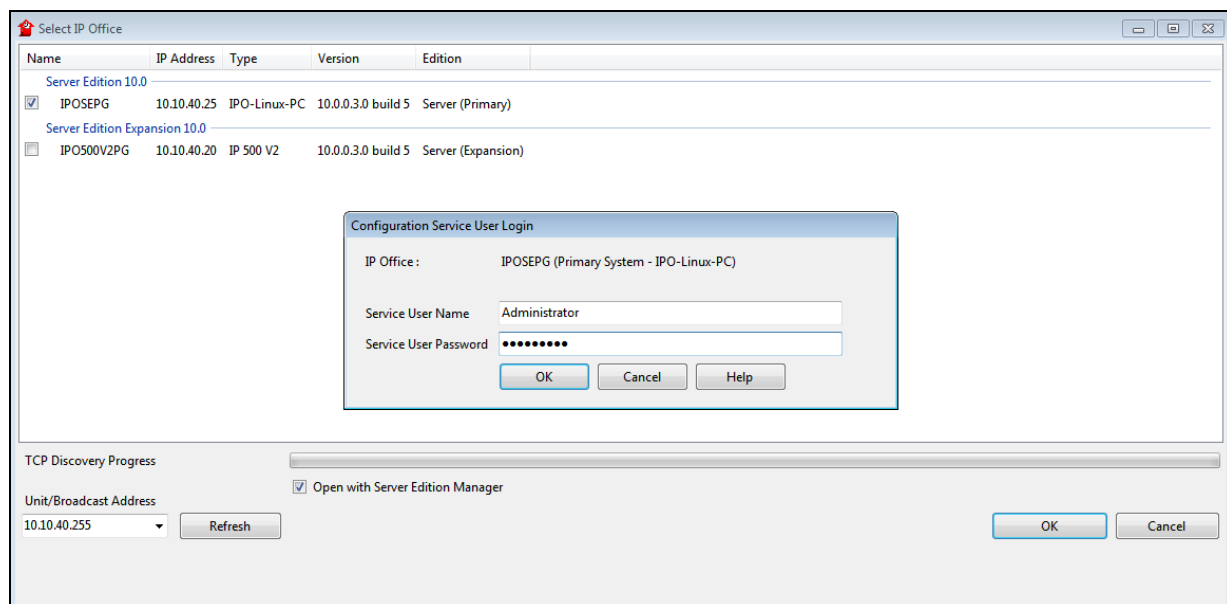 Select IP Office
Name IP Address Type Version Edition
Server Edition 10.0
IPOSEPG 10.10.40.25 IPO-Linux-PC 10.0.0.3.0 build 5 Server (Primary)
Server Edition Expansion 10.0
IPO500V2PG 10.10.40.20 IP 500 V2 10.0.0.3.0 build 5 Server (Expansion)
Configuration Service User Login
IP Office : IPOSEPG (Primary System - IPO-Linux-PC)
Service User Name Administrator
Service User Password •••••••••
OK Cancel Help
TCP Discovery Progress
Open with Server Edition Manager
Unit/Broadcast Address
10.10.40.255 Refresh OK Cancel